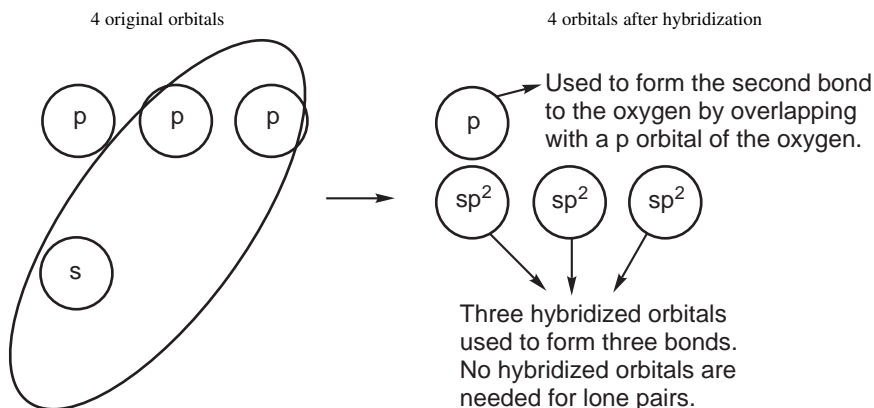 4 original orbitals
4 orbitals after hybridization
p p p
s
p
Used to form the second bond
to the oxygen by overlapping
with a p orbital of the oxygen.
sp² sp² sp²
Three hybridized orbitals
used to form three bonds.
No hybridized orbitals are
needed for lone pairs.